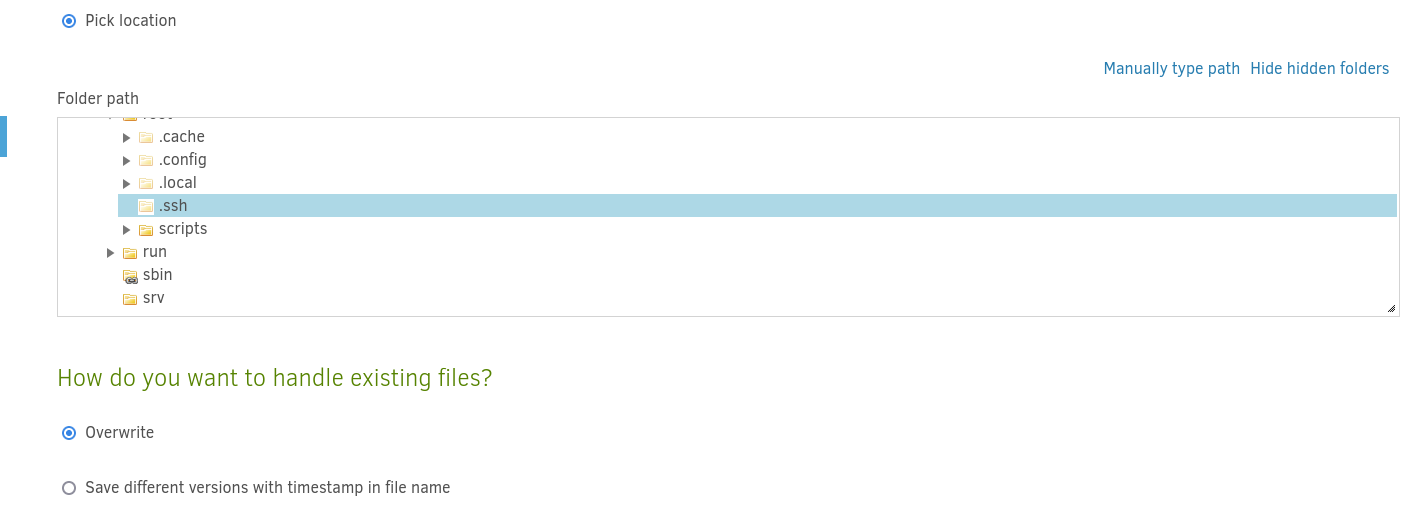 Pick location
Manually type path Hide hidden folders
Folder path
.cache
.config
.local
.ssh
scripts
run
sbin
srv
How do you want to handle existing files?
Overwrite
Save different versions with timestamp in file name